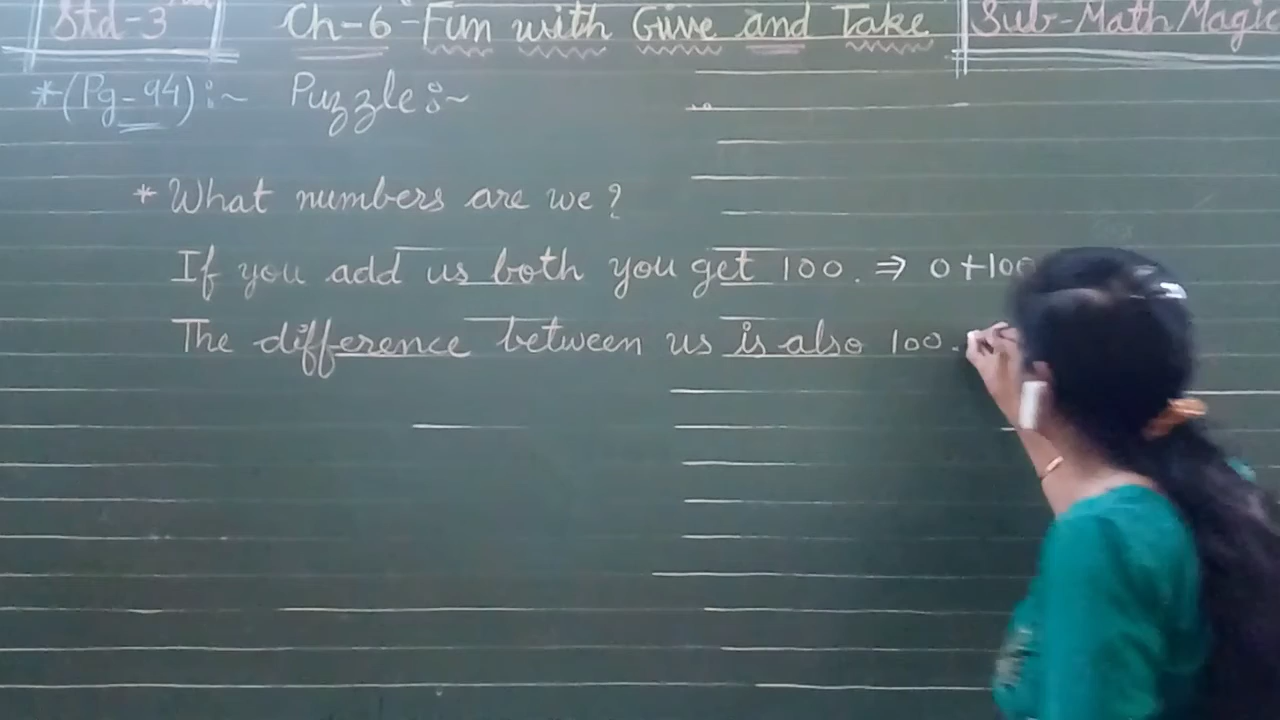 Std-3 Ch-6-Fun with Give and Take Sub-Math Magic
*(Pg-94):~ Puzzle:~
* What numbers are we?
If you add us both you get 100. ⇒ 0+100
The difference between us is also 100.